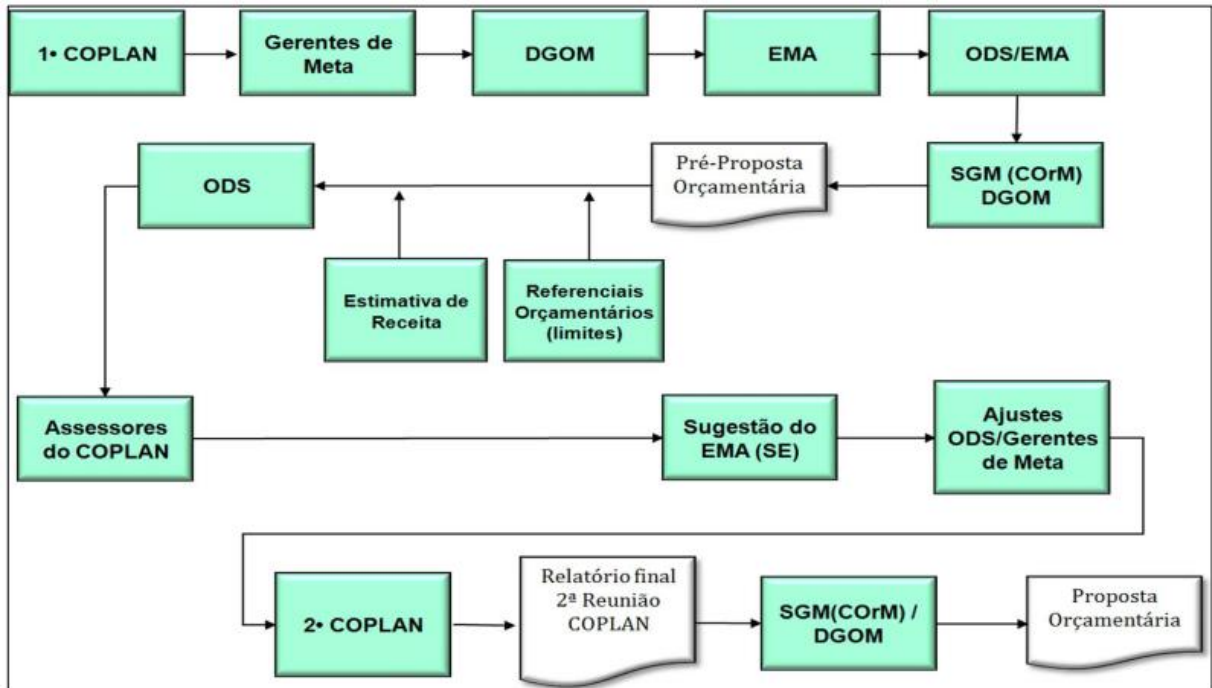 1• COPLAN
Gerentes de
Meta
DGOM
EMA
ODS/EMA
SGM (COrM)
DGOM
Pré-Proposta
Orçamentária
ODS
Estimativa de
Receita
Referenciais
Orçamentários
(limites)
Assessores
do COPLAN
Sugestão do
EMA (SE)
Ajustes
ODS/Gerentes
de Meta
2• COPLAN
Relatório final
2ª Reunião
COPLAN
SGM(COrM) /
DGOM
Proposta
Orçamentária